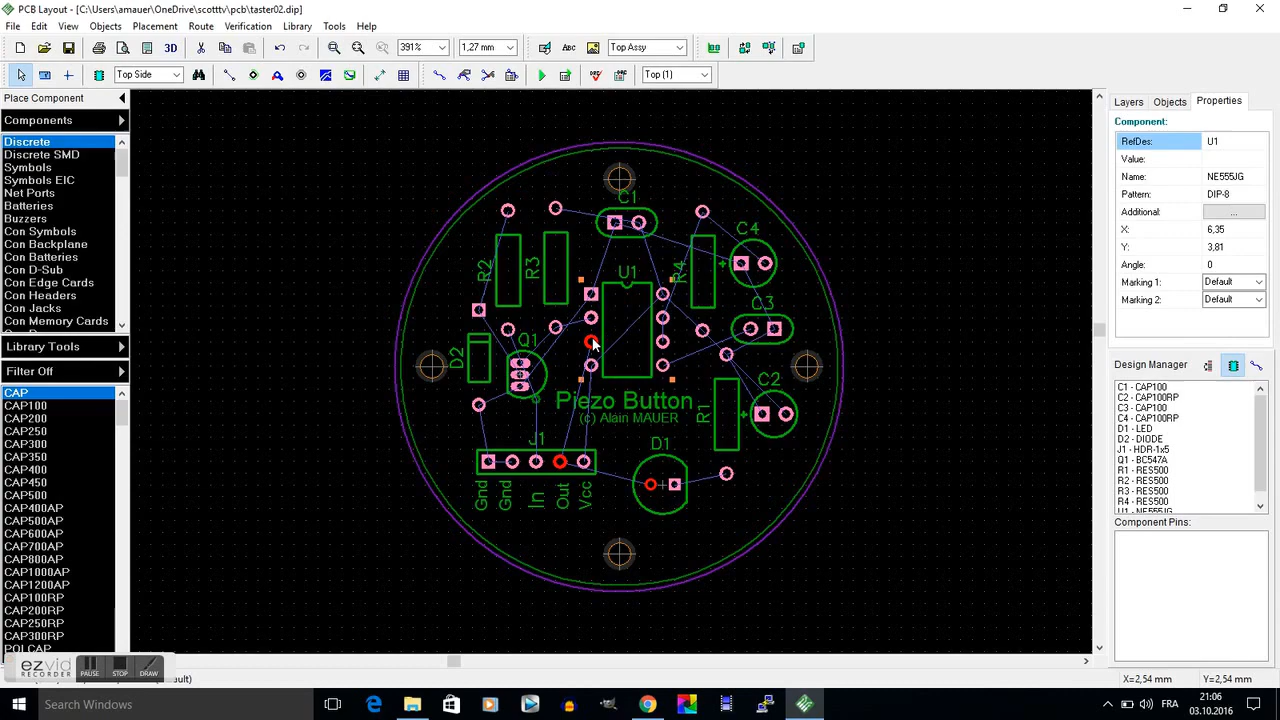 PCB Layout - [C:\Users\amauer\OneDrive\scotttv\pcb\taster02.dip]
File Edit View Objects Placement Route Verification Library Tools Help
3D 391% 1,27 mm ABC Top Assy
Top Side Top (1)
Place Component
Components
Discrete
Discrete SMD
Symbols
Symbols EIC
Net Ports
Batteries
Buzzers
Con Symbols
Con Backplane
Con Batteries
Con D-Sub
Con Edge Cards
Con Headers
Con Jacks
Con Memory Cards
Library Tools
Filter Off
CAP
CAP100
CAP200
CAP250
CAP300
CAP350
CAP400
CAP450
CAP500
CAP400AP
CAP500AP
CAP600AP
CAP700AP
CAP800AP
CAP1000AP
CAP1200AP
CAP100RP
CAP200RP
CAP250RP
CAP300RP
POLCAP
C1
C4
R2
R3
U1
R4
C3
D2
Q1
C2
Piezo Button
(c) Alain MAUER
R1
J1
D1
Gnd
Gnd
In
Out
Vcc
Layers Objects Properties
Component:
RefDes: U1
Value:
Name: NE555JG
Pattern: DIP-8
Additional: ...
X: 6,35
Y: 3,81
Angle: 0
Marking 1: Default
Marking 2: Default
Design Manager
C1 - CAP100
C2 - CAP100RP
C3 - CAP100
C4 - CAP100RP
D1 - LED
D2 - DIODE
J1 - HDR-1x5
Q1 - BC547A
R1 - RES500
R2 - RES500
R3 - RES500
R4 - RES500
U1 - NE555JG
Component Pins:
ezvid
RECORDER
PAUSE STOP DRAW
X=2,54 mm Y=2,54 mm
Search Windows
FRA
21:06
03.10.2016